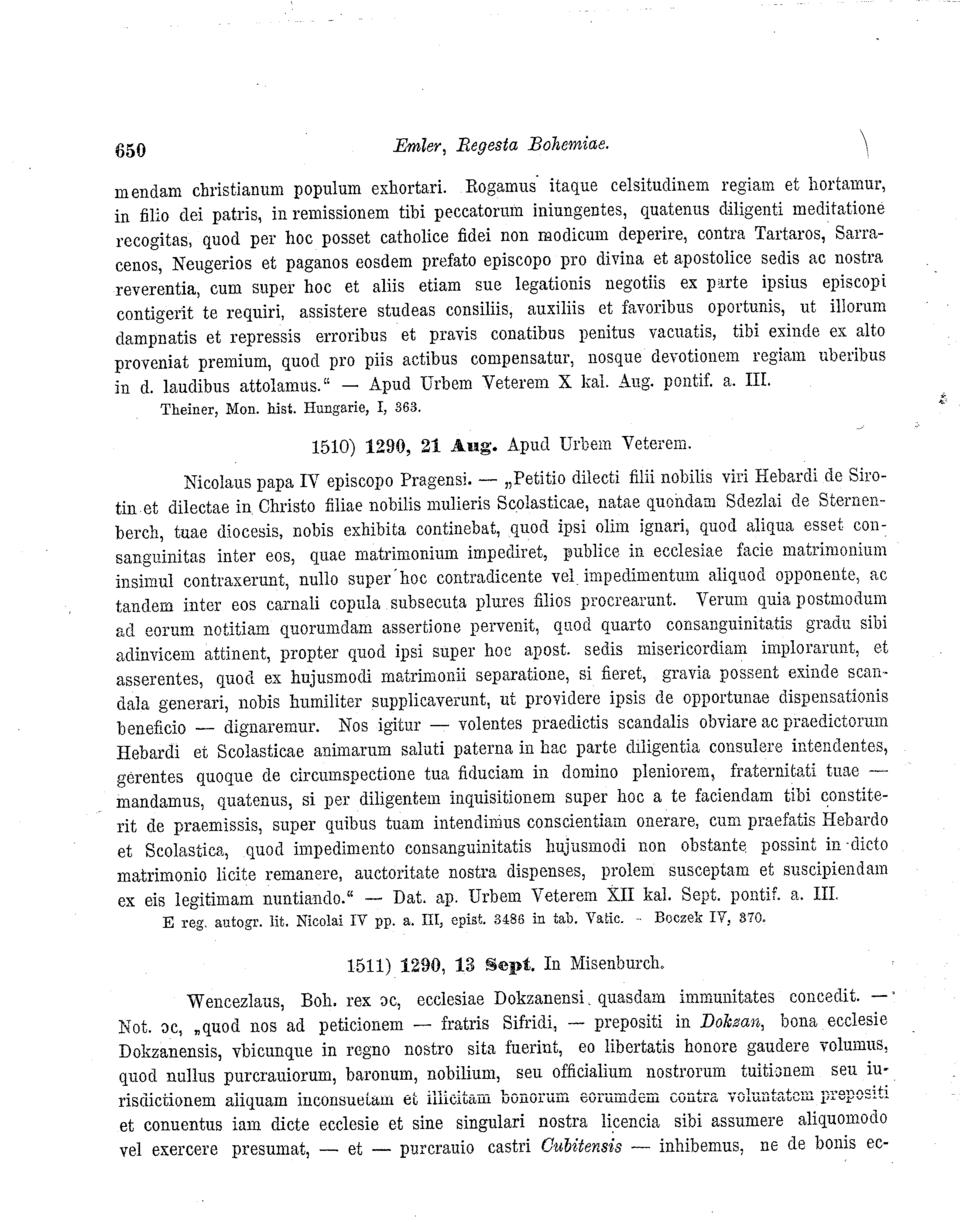 650 Emler, Regesta Bohemiae.
mendam christianum populum exhortari. Rogamus itaque celsitudinem regiam et hortamur,
in filio dei patris, in remissionem tibi peccatorum iniungentes, quatenus diligenti meditatione
recogitas, quod per hoc posset catholice fidei non modicum deperire, contra Tartaros, Sarra-
cenos, Neugerios et paganos eosdem prefato episcopo pro divina et apostolice sedis ac nostra
reverentia, cum super hoc et aliis etiam sue legationis negotiis ex parte ipsius episcopi
contigerit te requiri, assistere studeas consiliis, auxiliis et favoribus oportunis, ut illorum
dampnatis et repressis erroribus et pravis conatibus penitus vacuatis, tibi exinde ex alto
proveniat premium, quod pro piis actibus compensatur, nosque devotionem regiam uberibus
in d. laudibus attolamus.“ — Apud Urbem Veterem X kal. Aug. pontif. a. III.
Theiner, Mon. hist. Hungarie, I, 363.
1510) 1290, 21 Aug. Apud Urbem Veterem.
Nicolaus papa IV episcopo Pragensi. — „Petitio dilecti filii nobilis viri Hebardi de Siro-
tin et dilectae in Christo filiae nobilis mulieris Scolasticae, natae quondam Sdezlai de Sternen-
berch, tuae diocesis, nobis exhibita continebat, quod ipsi olim ignari, quod aliqua esset con-
sanguinitas inter eos, quae matrimonium impediret, publice in ecclesiae facie matrimonium
insimul contraxerunt, nullo super hoc contradicente vel impedimentum aliquod opponente, ac
tandem inter eos carnali copula subsecuta plures filios procrearunt. Verum quia postmodum
ad eorum notitiam quorumdam assertione pervenit, quod quarto consanguinitatis gradu sibi
adinvicem attinent, propter quod ipsi super hoc apost. sedis misericordiam implorarunt, et
asserentes, quod ex hujusmodi matrimonii separatione, si fieret, gravia possent exinde scan-
dala generari, nobis humiliter supplicaverunt, ut providere ipsis de opportunae dispensationis
beneficio — dignaremur. Nos igitur — volentes praedictis scandalis obviare ac praedictorum
Hebardi et Scolasticae animarum saluti paterna in hac parte diligentia consulere intendentes,
gerentes quoque de circumspectione tua fiduciam in domino pleniorem, fraternitati tuae —
mandamus, quatenus, si per diligentem inquisitionem super hoc a te faciendam tibi constite-
rit de praemissis, super quibus tuam intendimus conscientiam onerare, cum praefatis Hebardo
et Scolastica, quod impedimento consanguinitatis hujusmodi non obstante possint in dicto
matrimonio licite remanere, auctoritate nostra dispenses, prolem susceptam et suscipiendam
ex eis legitimam nuntiando.“ — Dat. ap. Urbem Veterem XII kal. Sept. pontif. a. III.
E reg. autogr. lit. Nicolai IV pp. a. III, epist. 3486 in tab. Vatic. - Boczek IV, 370.
1511) 1290, 13 Sept. In Misenburch.
Wencezlaus, Boh. rex ɔc, ecclesiae Dokzanensi quasdam immunitates concedit. —
Not. ɔc, „quod nos ad peticionem — fratris Sifridi, — prepositi in Dokzan, bona ecclesie
Dokzanensis, vbicunque in regno nostro sita fuerint, eo libertatis honore gaudere volumus,
quod nullus purcrauiorum, baronum, nobilium, seu officialium nostrorum tuitionem seu iu-
risdictionem aliquam inconsuetam et illicitam bonorum eorumdem contra voluntatem prepositi
et conuentus iam dicte ecclesie et sine singulari nostra licencia sibi assumere aliquomodo
vel exercere presumat, — et — purcrauio castri Cubitensis — inhibemus, ne de bonis ec-